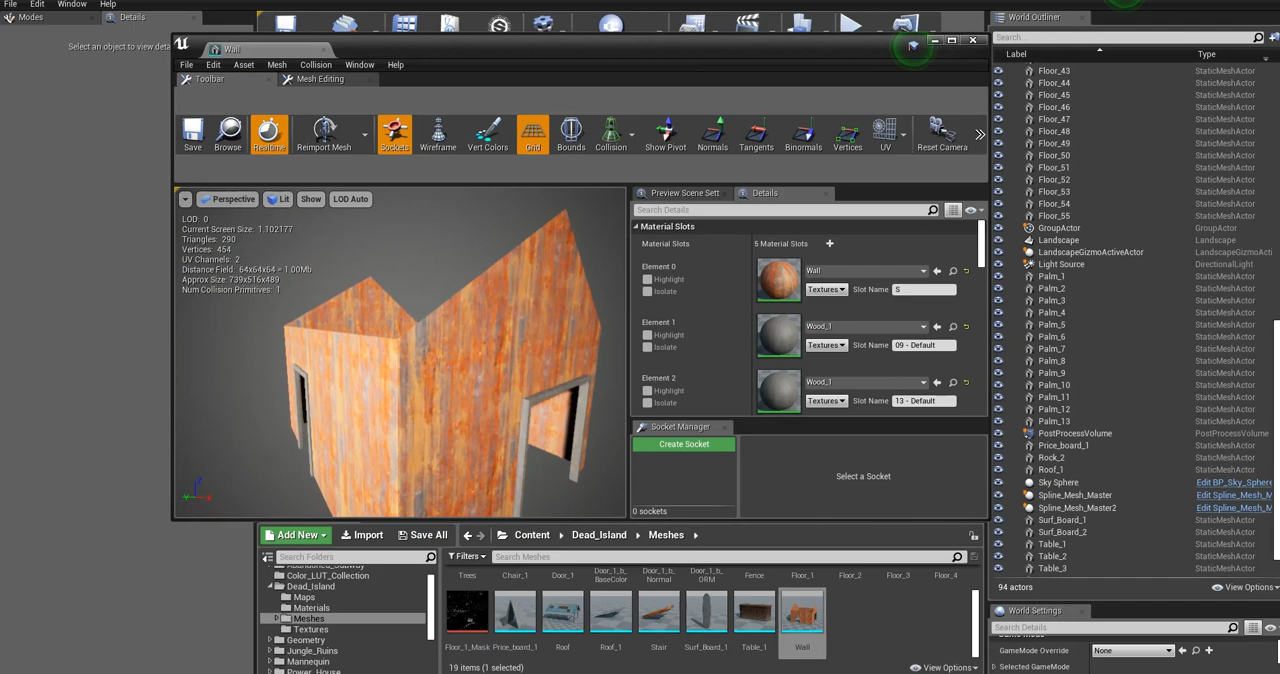 File Edit Window Help
Modes
Details
Select an object to view deta
Wall
File Edit Asset Mesh Collision Window Help
Toolbar
Mesh Editing
Save Browse Realtime Reimport Mesh Sockets Wireframe Vert Colors Grid Bounds Collision Show Pivot Normals Tangents Binormals Vertices UV Reset Camera
Perspective Lit Show LOD Auto
LOD: 0
Current Screen Size: 1.102177
Triangles: 290
Vertices: 454
UV Channels: 2
Distance Field: 64x64x64 = 1.00Mb
Approx Size: 739x516x489
Num Collision Primitives: 1
Preview Scene Sett
Details
Search Details
Material Slots
Material Slots
5 Material Slots
Element 0
Highlight
Isolate
Wall
Textures
Slot Name
S
Element 1
Highlight
Isolate
Wood_1
Textures
Slot Name
09 - Default
Element 2
Highlight
Isolate
Wood_1
Textures
Slot Name
13 - Default
Socket Manager
Create Socket
Select a Socket
0 sockets
Add New Import Save All Content Dead_Island Meshes
Search Folders
Color_LUT_Collection
Dead_Island
Maps
Materials
Meshes
Textures
Geometry
Jungle_Ruins
Mannequin
Power_House
Filters
Search Meshes
Trees Chair_1 Door_1 Door_1_b_ BaseColor Door_1_b_ Normal Door_1_b_ ORM Fence Floor_1 Floor_2 Floor_3 Floor_4
Floor_1_Mask Price_board_1 Roof Roof_1 Stair Surf_Board_1 Table_1 Wall
19 items (1 selected)
View Options
World Outliner
Search...
Label Type
Floor_43 StaticMeshActor
Floor_44 StaticMeshActor
Floor_45 StaticMeshActor
Floor_46 StaticMeshActor
Floor_47 StaticMeshActor
Floor_48 StaticMeshActor
Floor_49 StaticMeshActor
Floor_50 StaticMeshActor
Floor_51 StaticMeshActor
Floor_52 StaticMeshActor
Floor_53 StaticMeshActor
Floor_54 StaticMeshActor
Floor_55 StaticMeshActor
GroupActor GroupActor
Landscape Landscape
LandscapeGizmoActiveActor LandscapeGizmoActi
Light Source DirectionalLight
Palm_1 StaticMeshActor
Palm_2 StaticMeshActor
Palm_3 StaticMeshActor
Palm_4 StaticMeshActor
Palm_5 StaticMeshActor
Palm_6 StaticMeshActor
Palm_7 StaticMeshActor
Palm_8 StaticMeshActor
Palm_9 StaticMeshActor
Palm_10 StaticMeshActor
Palm_11 StaticMeshActor
Palm_12 StaticMeshActor
Palm_13 StaticMeshActor
PostProcessVolume PostProcessVolume
Price_board_1 StaticMeshActor
Rock_2 StaticMeshActor
Roof_1 StaticMeshActor
Sky Sphere Edit BP_Sky_Sphere
Spline_Mesh_Master Edit Spline_Mesh_M
Spline_Mesh_Master2 Edit Spline_Mesh_M
Surf_Board_1 StaticMeshActor
Surf_Board_2 StaticMeshActor
Table_1 StaticMeshActor
Table_2 StaticMeshActor
Table_3 StaticMeshActor
94 actors
View Options
World Settings
Search Details
GameMode Override
None
Selected GameMode